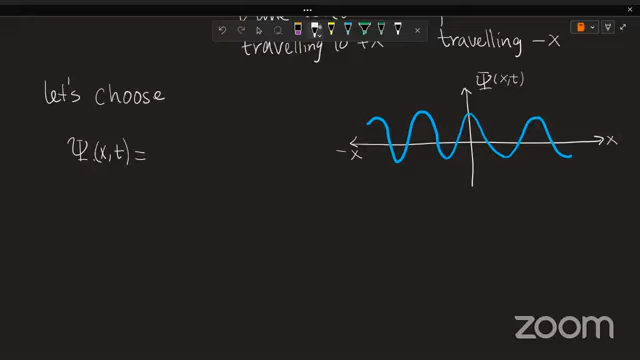 travelling to +x
travelling -x
let's choose
Ψ(x,t) =
Ψ(x,t)
-x
x
zoom